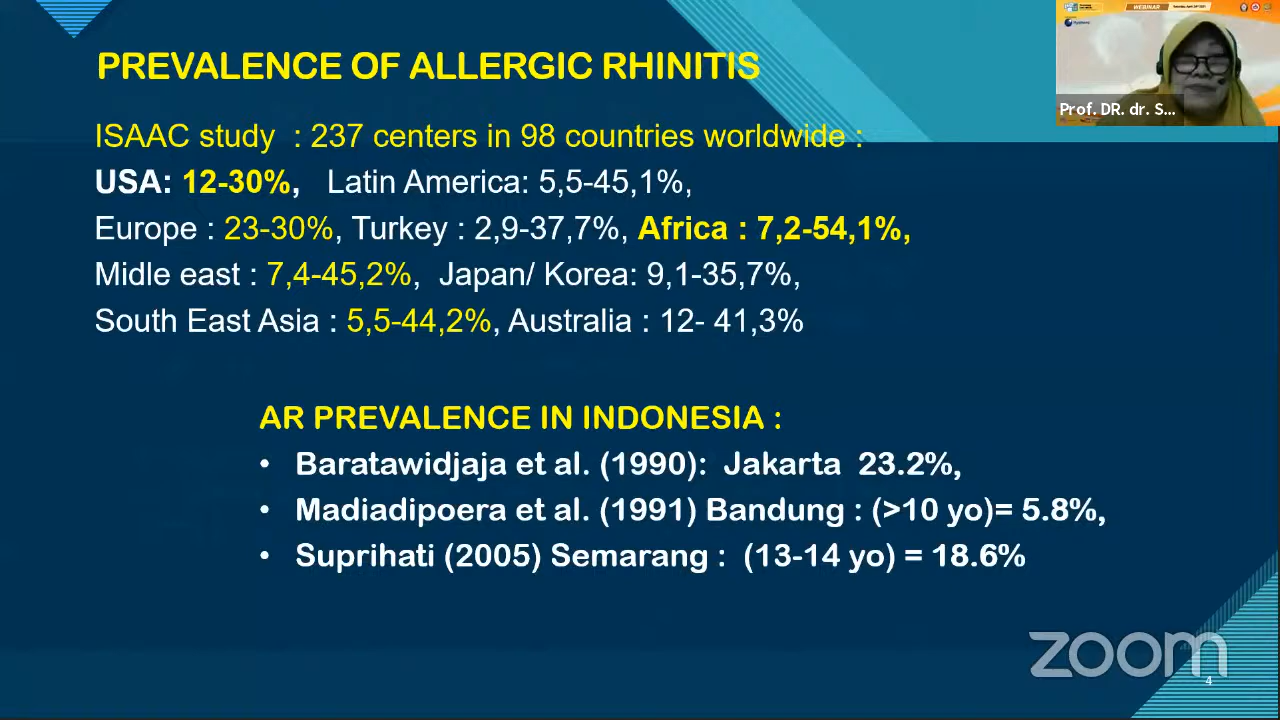 WEBINAR
PREVALENCE OF ALLERGIC RHINITIS
Prof. DR. dr. S...
ISAAC study : 237 centers in 98 countries worldwide :
USA: 12-30%, Latin America: 5,5-45,1%,
Europe : 23-30%, Turkey : 2,9-37,7%, Africa : 7,2-54,1%,
Midle east : 7,4-45,2%, Japan/ Korea: 9,1-35,7%,
South East Asia : 5,5-44,2%, Australia : 12- 41,3%
AR PREVALENCE IN INDONESIA :
• Baratawidjaja et al. (1990): Jakarta 23.2%,
• Madiadipoera et al. (1991) Bandung : (>10 yo)= 5.8%,
• Suprihati (2005) Semarang : (13-14 yo) = 18.6%
zoom
4